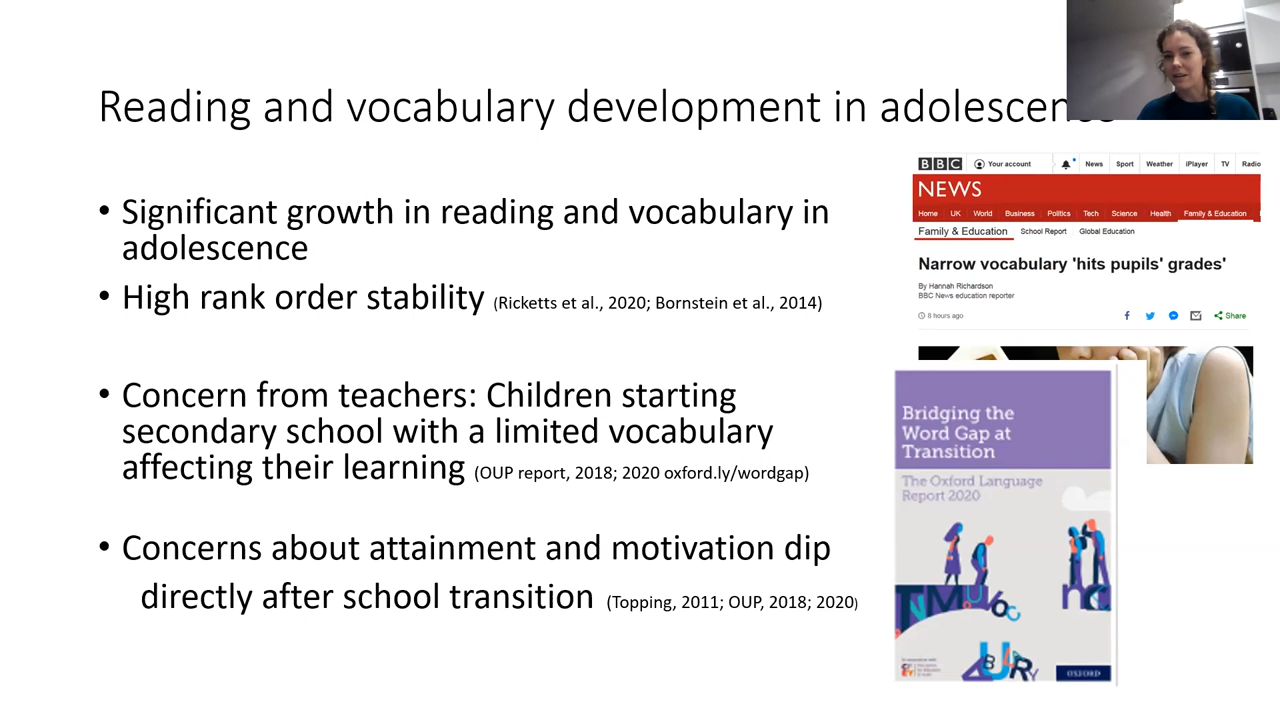 Reading and vocabulary development in adolescence
• Significant growth in reading and vocabulary in
adolescence
• High rank order stability (Ricketts et al., 2020; Bornstein et al., 2014)
• Concern from teachers: Children starting
secondary school with a limited vocabulary
affecting their learning (OUP report, 2018; 2020 oxford.ly/wordgap)
• Concerns about attainment and motivation dip
directly after school transition (Topping, 2011; OUP, 2018; 2020)
BBC Your account News Sport Weather iPlayer TV Radio
NEWS
Home UK World Business Politics Tech Science Health Family & Education
Family & Education School Report Global Education
Narrow vocabulary 'hits pupils' grades'
By Hannah Richardson
BBC News education reporter
8 hours ago Share
Bridging the
Word Gap at
Transition
The Oxford Language
Report 2020
OXFORD